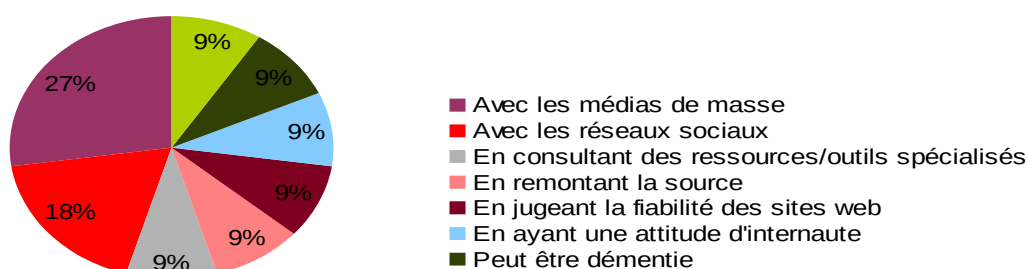 9%
9%
27%
9%
9%
18%
9%
9%
Avec les médias de masse
Avec les réseaux sociaux
En consultant des ressources/outils spécialisés
En remontant la source
En jugeant la fiabilité des sites web
En ayant une attitude d'internaute
Peut être démentie